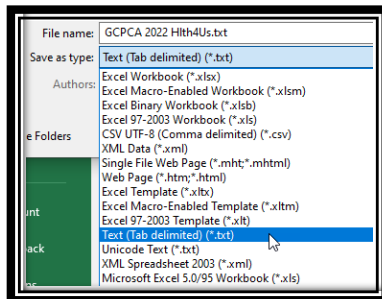 File name: GCPCA 2022 Hlth4Us.txt
Save as type: Text (Tab delimited) (*.txt)
Authors:
Excel Workbook (*.xlsx)
Excel Macro-Enabled Workbook (*.xlsm)
Excel Binary Workbook (*.xlsb)
Excel 97-2003 Workbook (*.xls)
CSV UTF-8 (Comma delimited) (*.csv)
XML Data (*.xml)
Single File Web Page (*.mht;*.mhtml)
Web Page (*.htm;*.html)
Excel Template (*.xltx)
Excel Macro-Enabled Template (*.xltm)
Excel 97-2003 Template (*.xlt)
Text (Tab delimited) (*.txt)
Unicode Text (*.txt)
XML Spreadsheet 2003 (*.xml)
Microsoft Excel 5.0/95 Workbook (*.xls)
e Folders
unt
back
ns